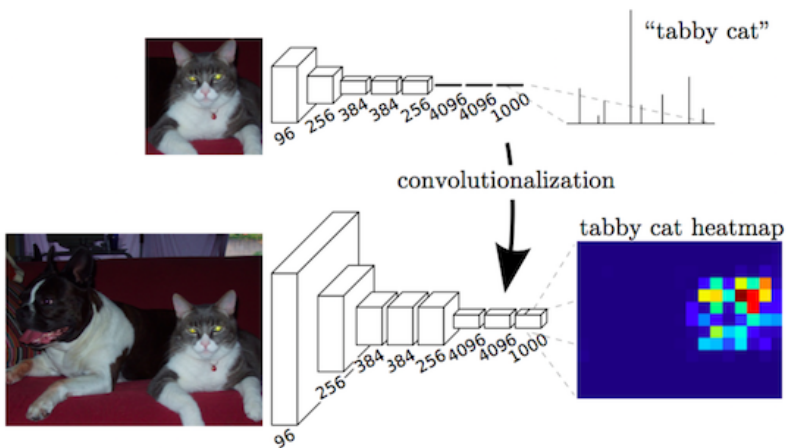 “tabby cat”
96 256 384 384 256 4096 4096 1000
convolutionalization
tabby cat heatmap
96 256 384 384 256 4096 4096 1000